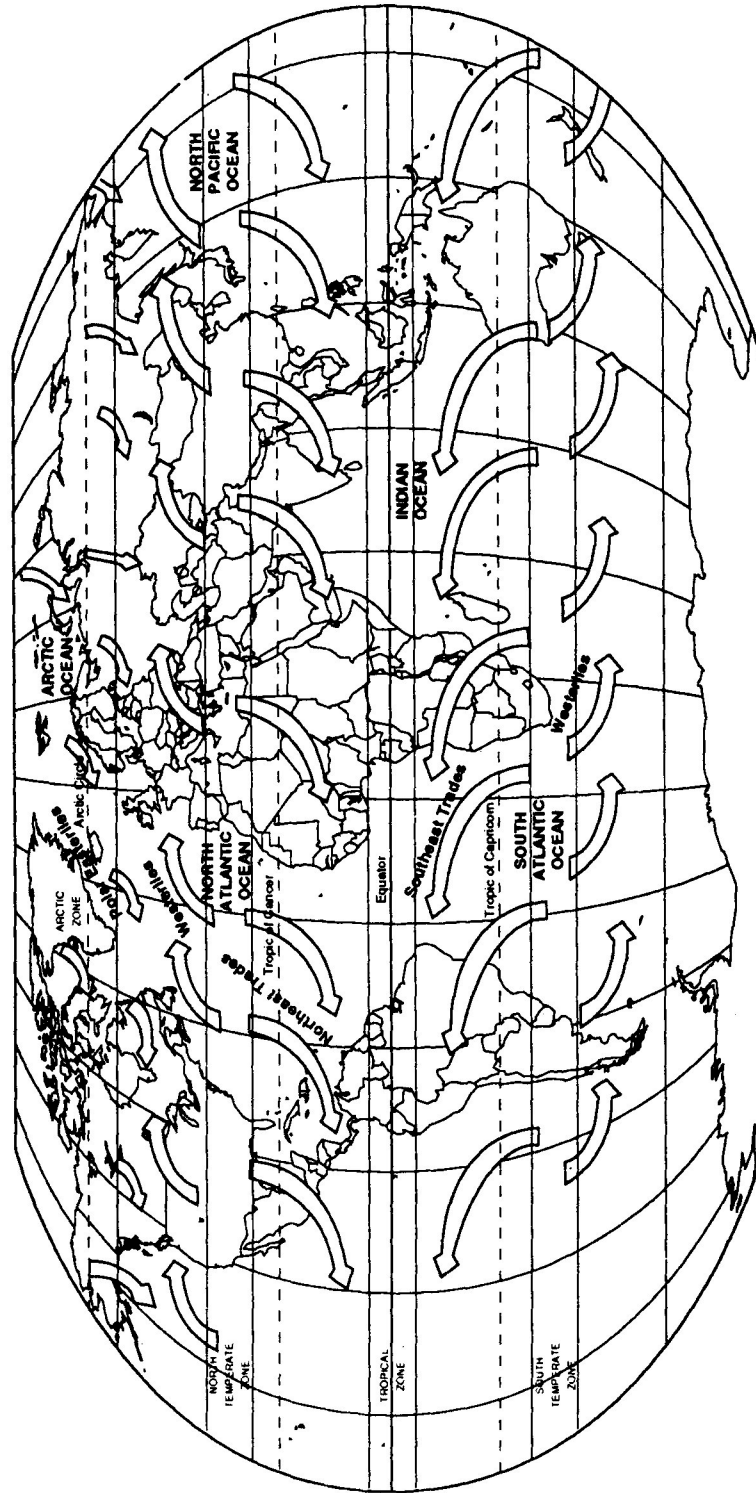 ARCTIC
OCEAN
ARCTIC
ZONE
Arctic Circle
Polar Easterlies
Westerlies
NORTH
PACIFIC
OCEAN
NORTH
ATLANTIC
OCEAN
NORTH
TEMPERATE
ZONE
Tropic of Cancer
Northeast Trades
TROPICAL
ZONE
Equator
INDIAN
OCEAN
Southeast Trades
Tropic of Capricorn
SOUTH
ATLANTIC
OCEAN
SOUTH
TEMPERATE
ZONE
Westerlies